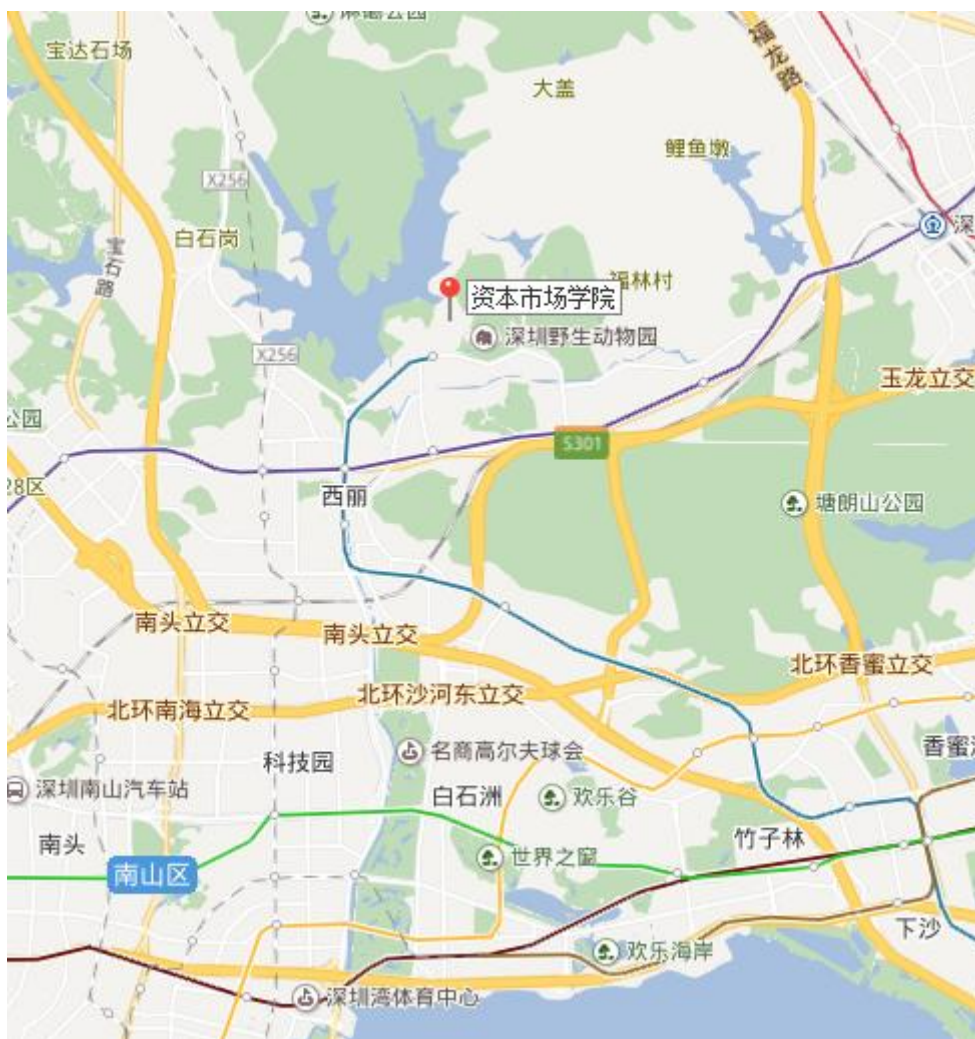 宝达石场
大盖
福龙路
鲤鱼墩
X256
白石岗
宝石路
深
福林村
资本市场学院
深圳野生动物园
X256
玉龙立交
公园
S301
28区
西丽
塘朗山公园
南头立交
南头立交
北环香蜜立交
北环沙河东立交
北环南海立交
名商高尔夫球会
香蜜
科技园
深圳南山汽车站
白石洲
欢乐谷
南头
竹子林
世界之窗
南山区
下沙
欢乐海岸
深圳湾体育中心